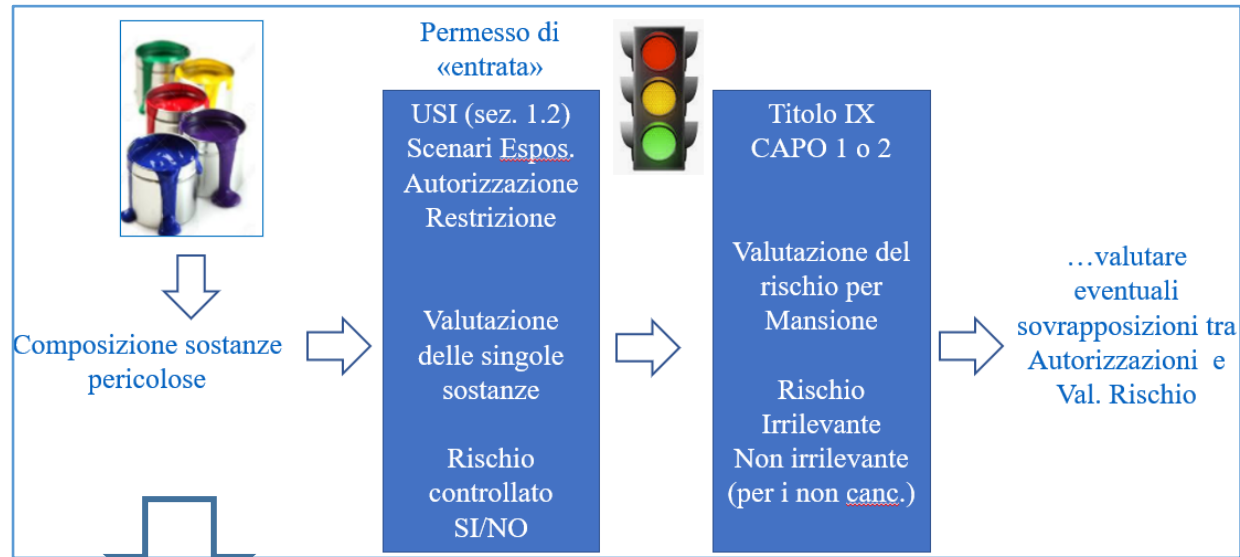 Permesso di
«entrata»
USI (sez. 1.2)
Scenari Espos.
Autorizzazione
Restrizione
Valutazione
delle singole
sostanze
Rischio
controllato
SI/NO
Titolo IX
CAPO 1 o 2
Valutazione del
rischio per
Mansione
Rischio
Irrilevante
Non irrilevante
(per i non canc.)
Composizione sostanze
pericolose
…valutare
eventuali
sovrapposizioni tra
Autorizzazioni e
Val. Rischio